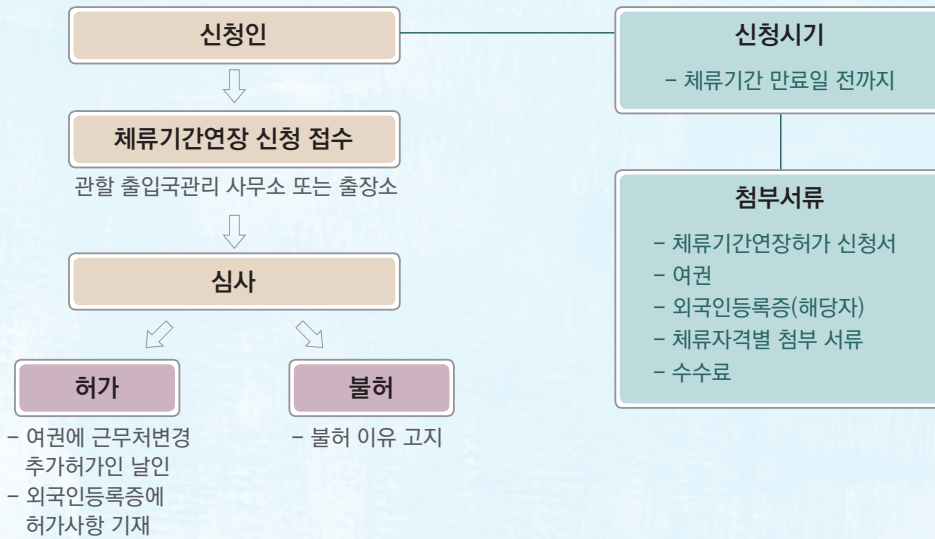 신청인
체류기간연장 신청 접수
관할 출입국관리 사무소 또는 출장소
심사
허가
- 여권에 근무처변경
추가허가인 날인
- 외국인등록증에
허가사항 기재
불허
- 불허 이유 고지
신청시기
- 체류기간 만료일 전까지
첨부서류
- 체류기간연장허가 신청서
- 여권
- 외국인등록증(해당자)
- 체류자격별 첨부 서류
- 수수료